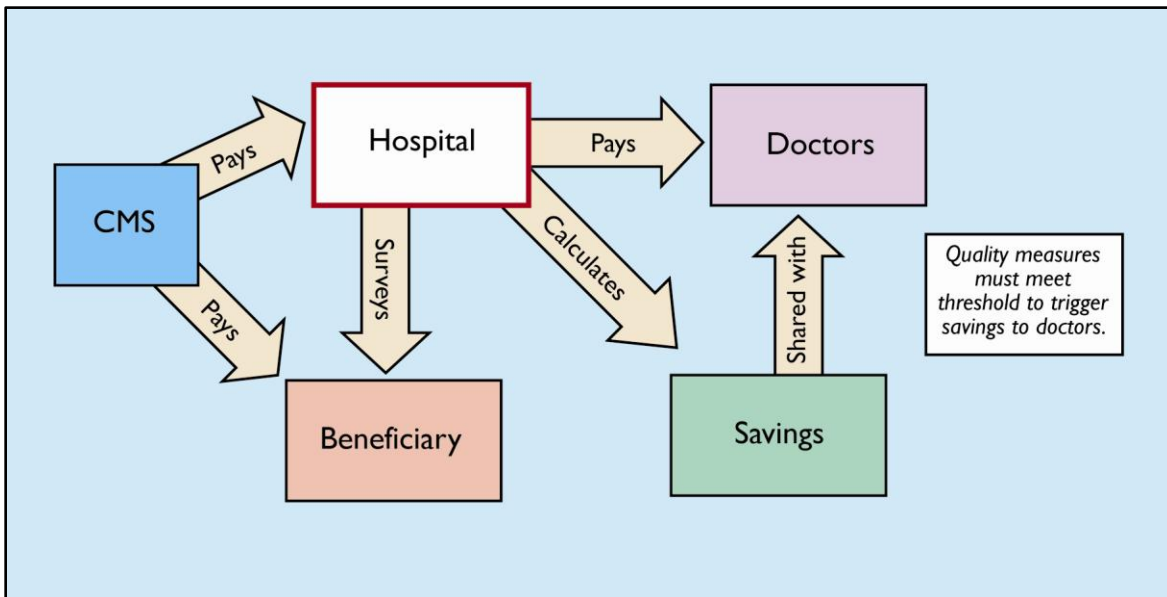 Hospital
Pays
Doctors
Pays
CMS
Surveys
Calculates
Shared with
Quality measures
must meet
threshold to trigger
savings to doctors.
Pays
Beneficiary
Savings